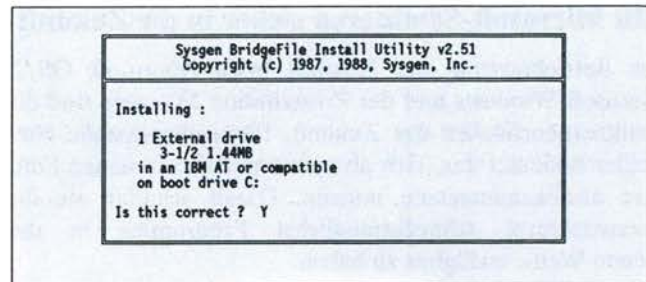 Sysgen BridgeFile Install Utility v2.51
Copyright (c) 1987, 1988, Sysgen, Inc.
Installing :
1: External drive
3-1/2 1.44MB
in an IBM AT or compatible
on boot drive C:
Is this correct ? Y